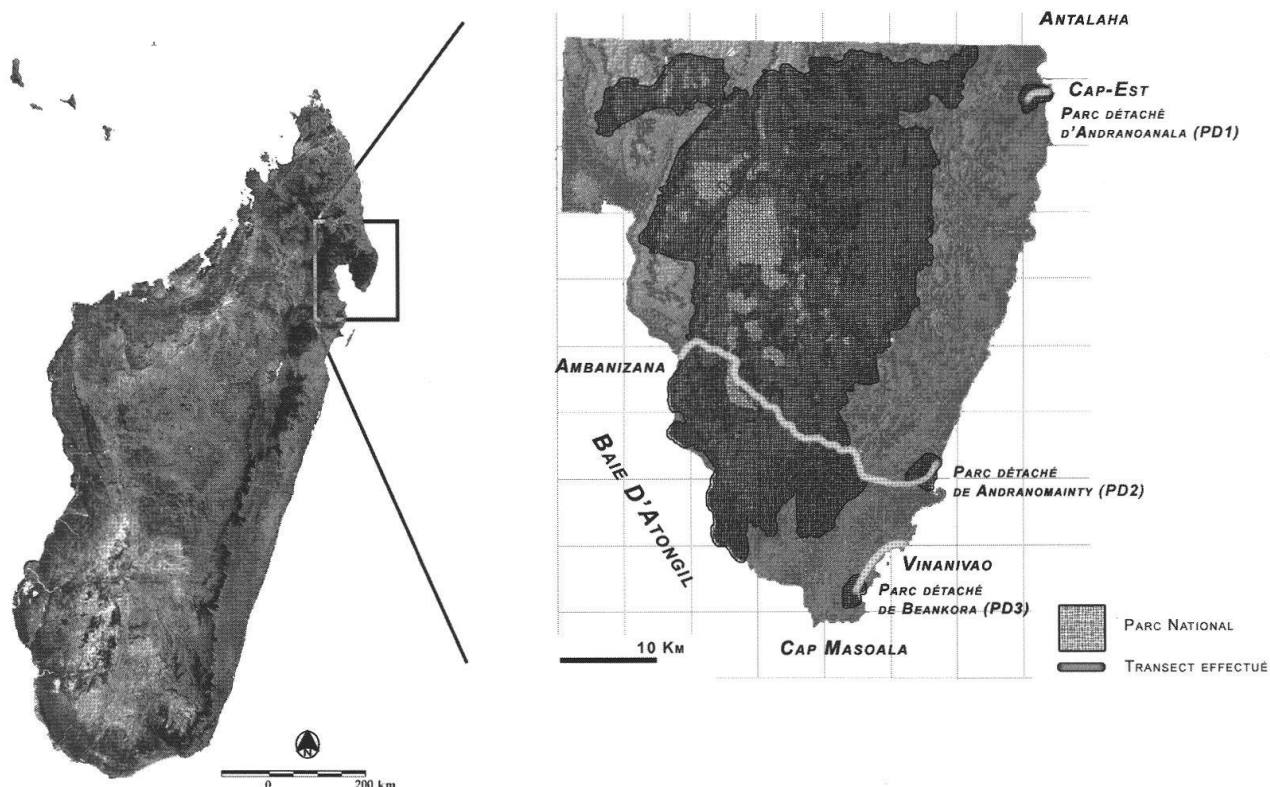 ANTALAHA
CAP-EST
PARC DÉTACHÉ
D'ANDRANOANALA (PD1)
AMBANIZANA
BAIE D'ATONGIL
PARC DÉTACHÉ
DE ANDRANOMAINTY (PD2)
VINANIVAO
PARC DÉTACHÉ
DE BEANKORA (PD3)
CAP MASOALA
10 KM
PARC NATIONAL
TRANSECT EFFECTUÉ
N
0 200 km